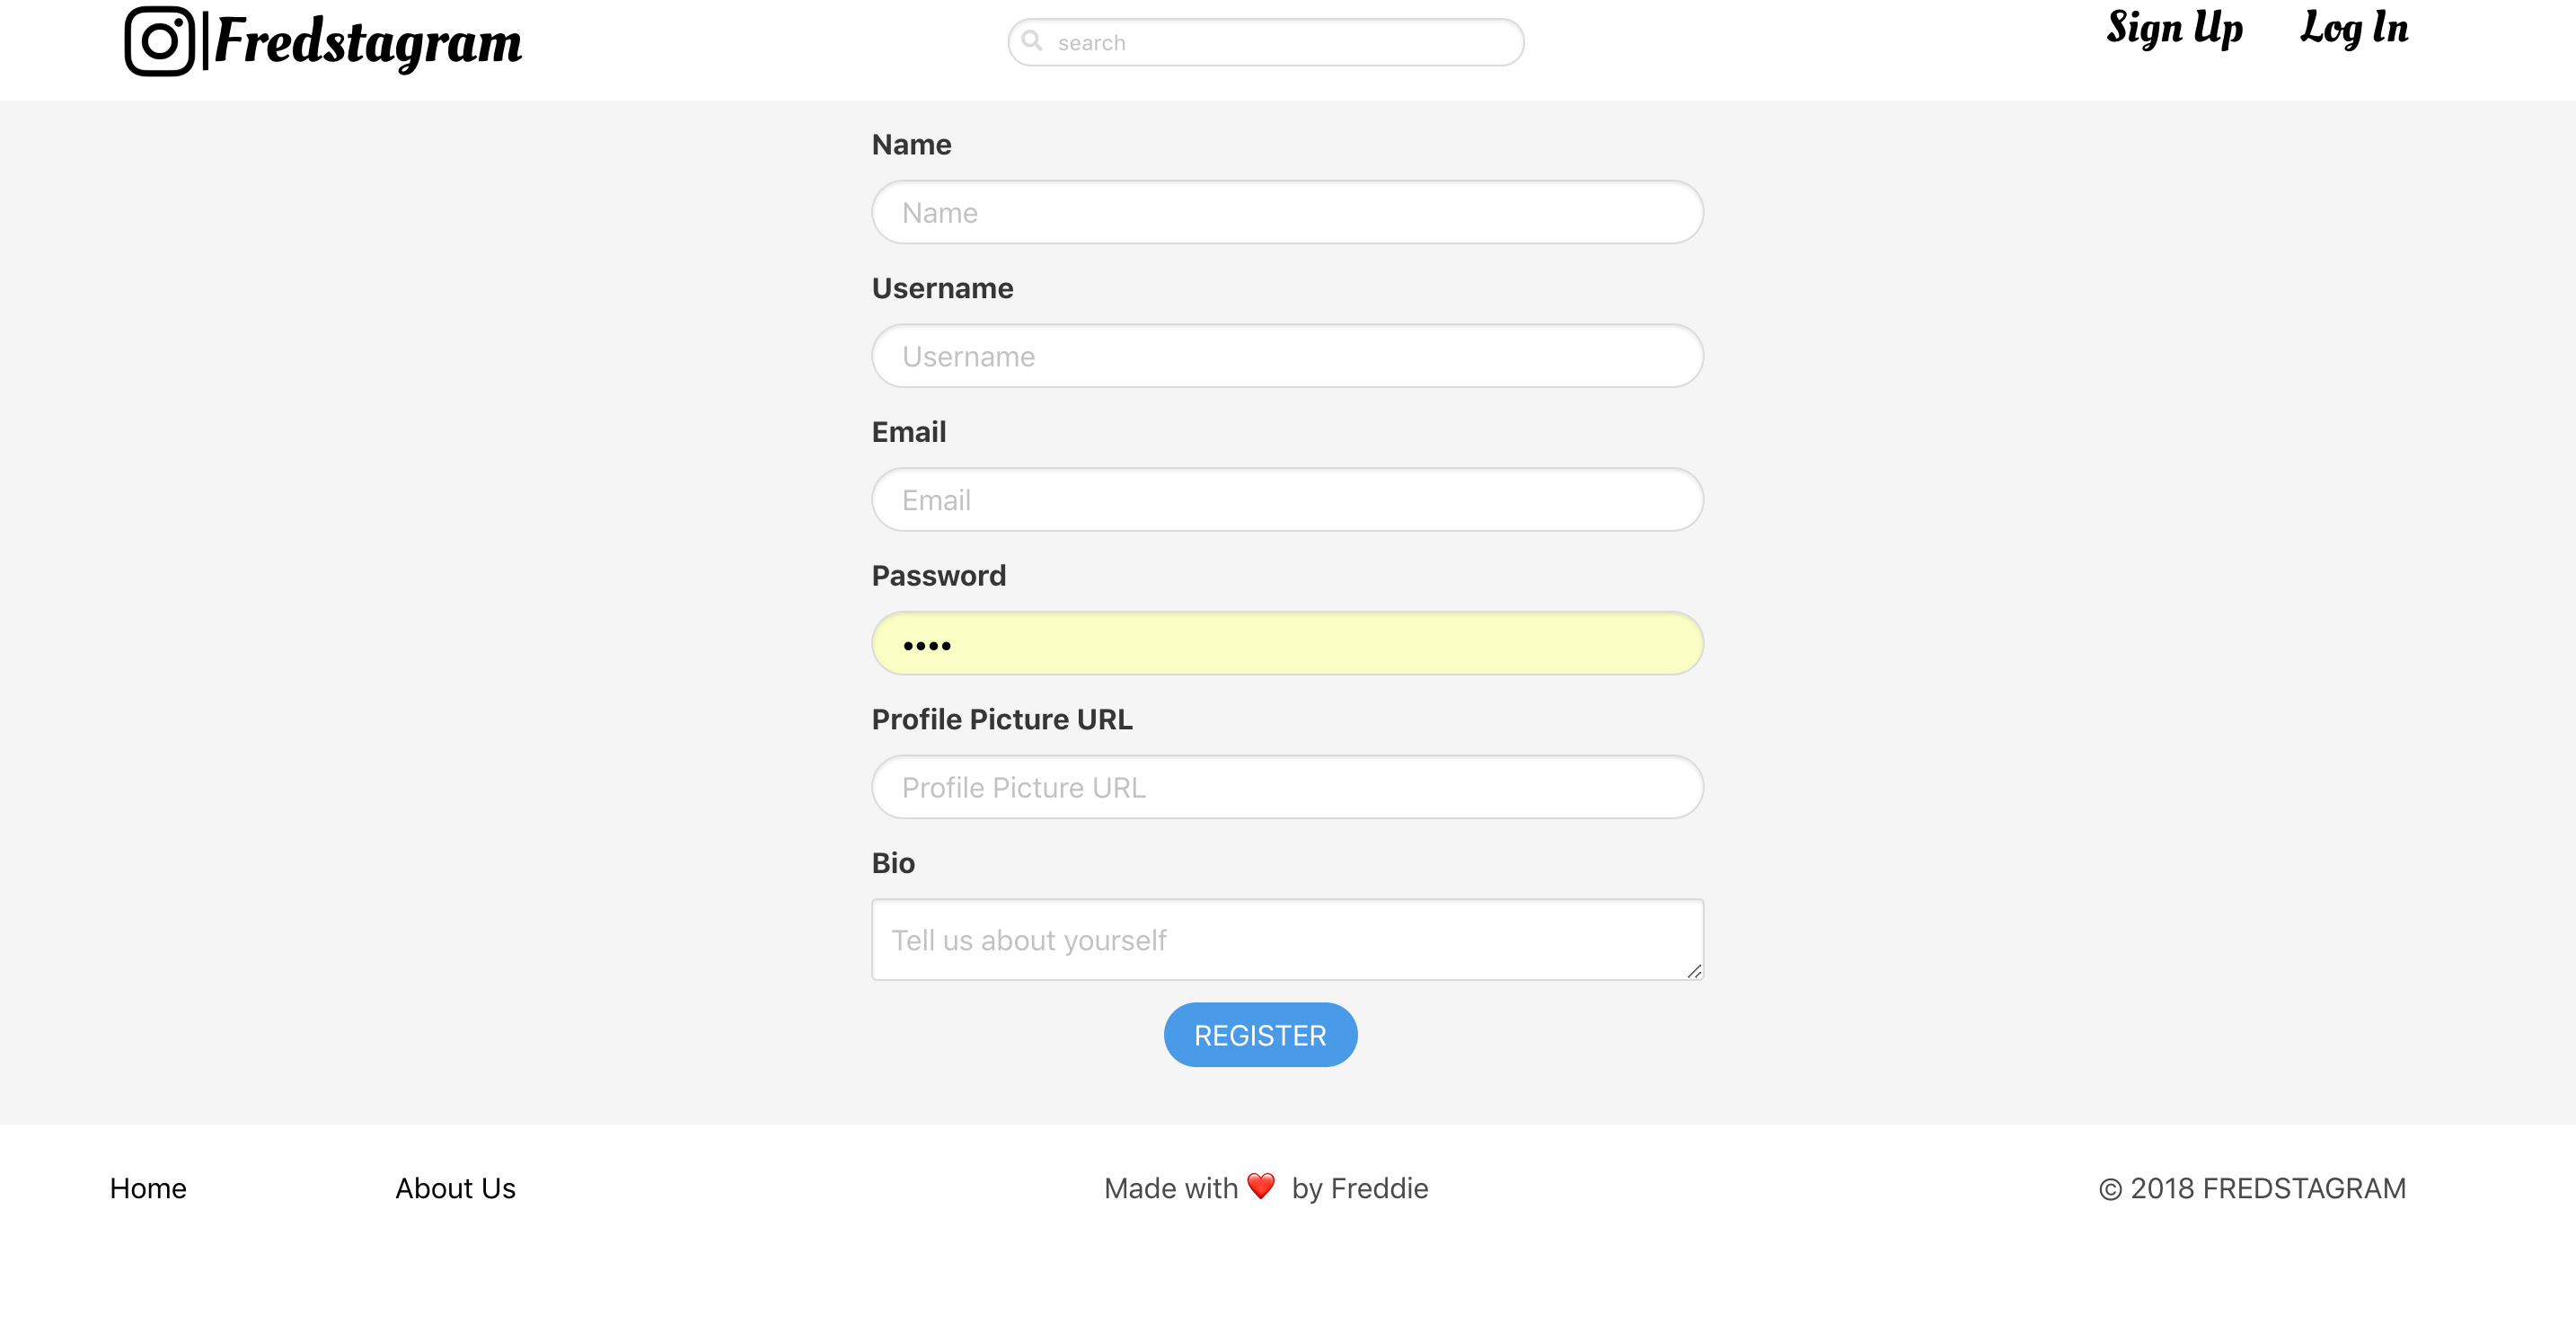 Fredstagram
search
Sign Up Log In
Name
Name
Username
Username
Email
Email
Password
••••
Profile Picture URL
Profile Picture URL
Bio
Tell us about yourself
REGISTER
Home About Us Made with ❤️ by Freddie © 2018 FREDSTAGRAM